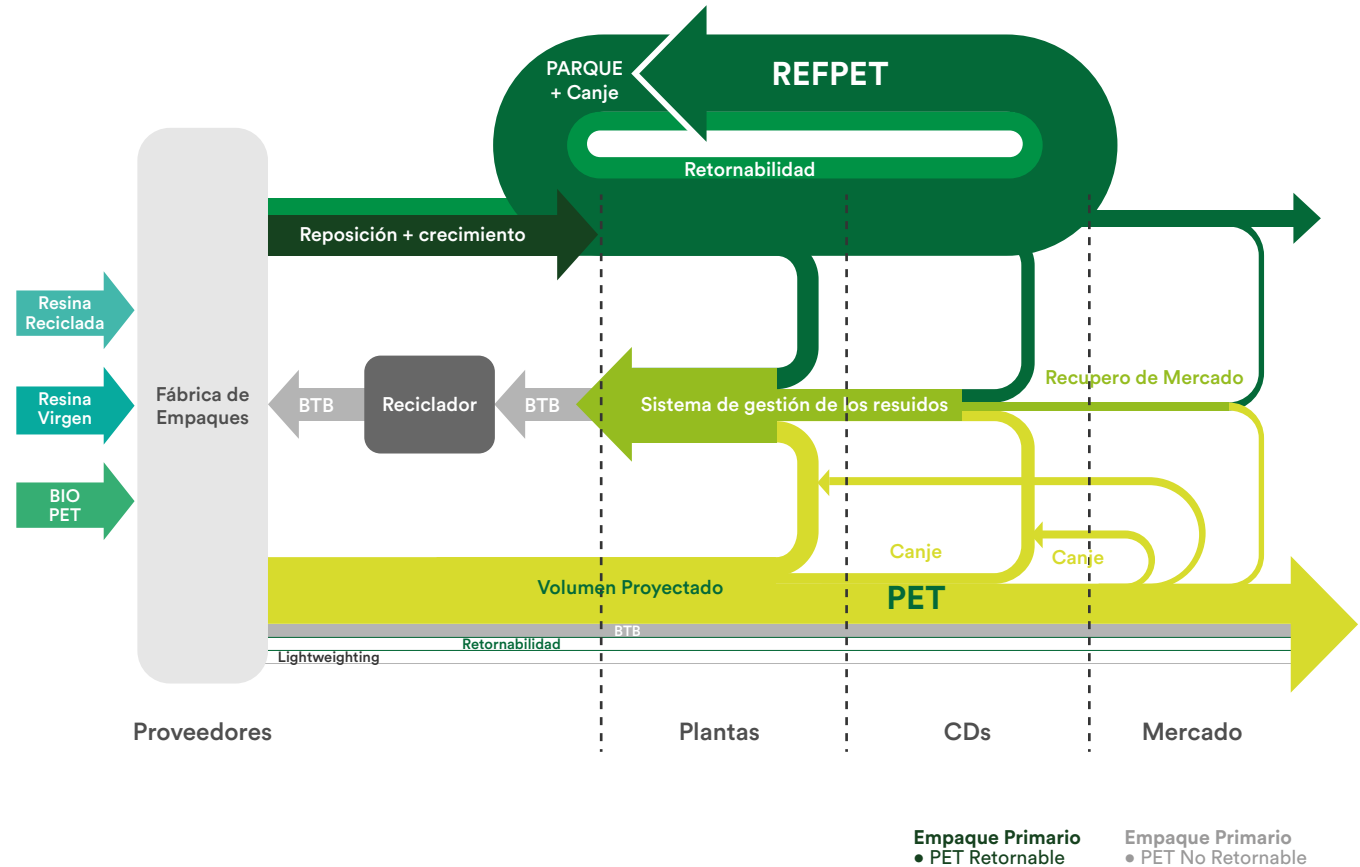 PARQUE
+ Canje
REFPET
Retornabilidad
Reposición + crecimiento
Resina
Reciclada
Resina
Virgen
BIO
PET
Fábrica de
Empaques
BTB
Reciclador
BTB
Sistema de gestión de los resuidos
Recupero de Mercado
Canje
Canje
Volumen Proyectado
PET
BTB
Retornabilidad
Lightweighting
Proveedores
Plantas
CDs
Mercado
Empaque Primario
● PET Retornable
Empaque Primario
● PET No Retornable